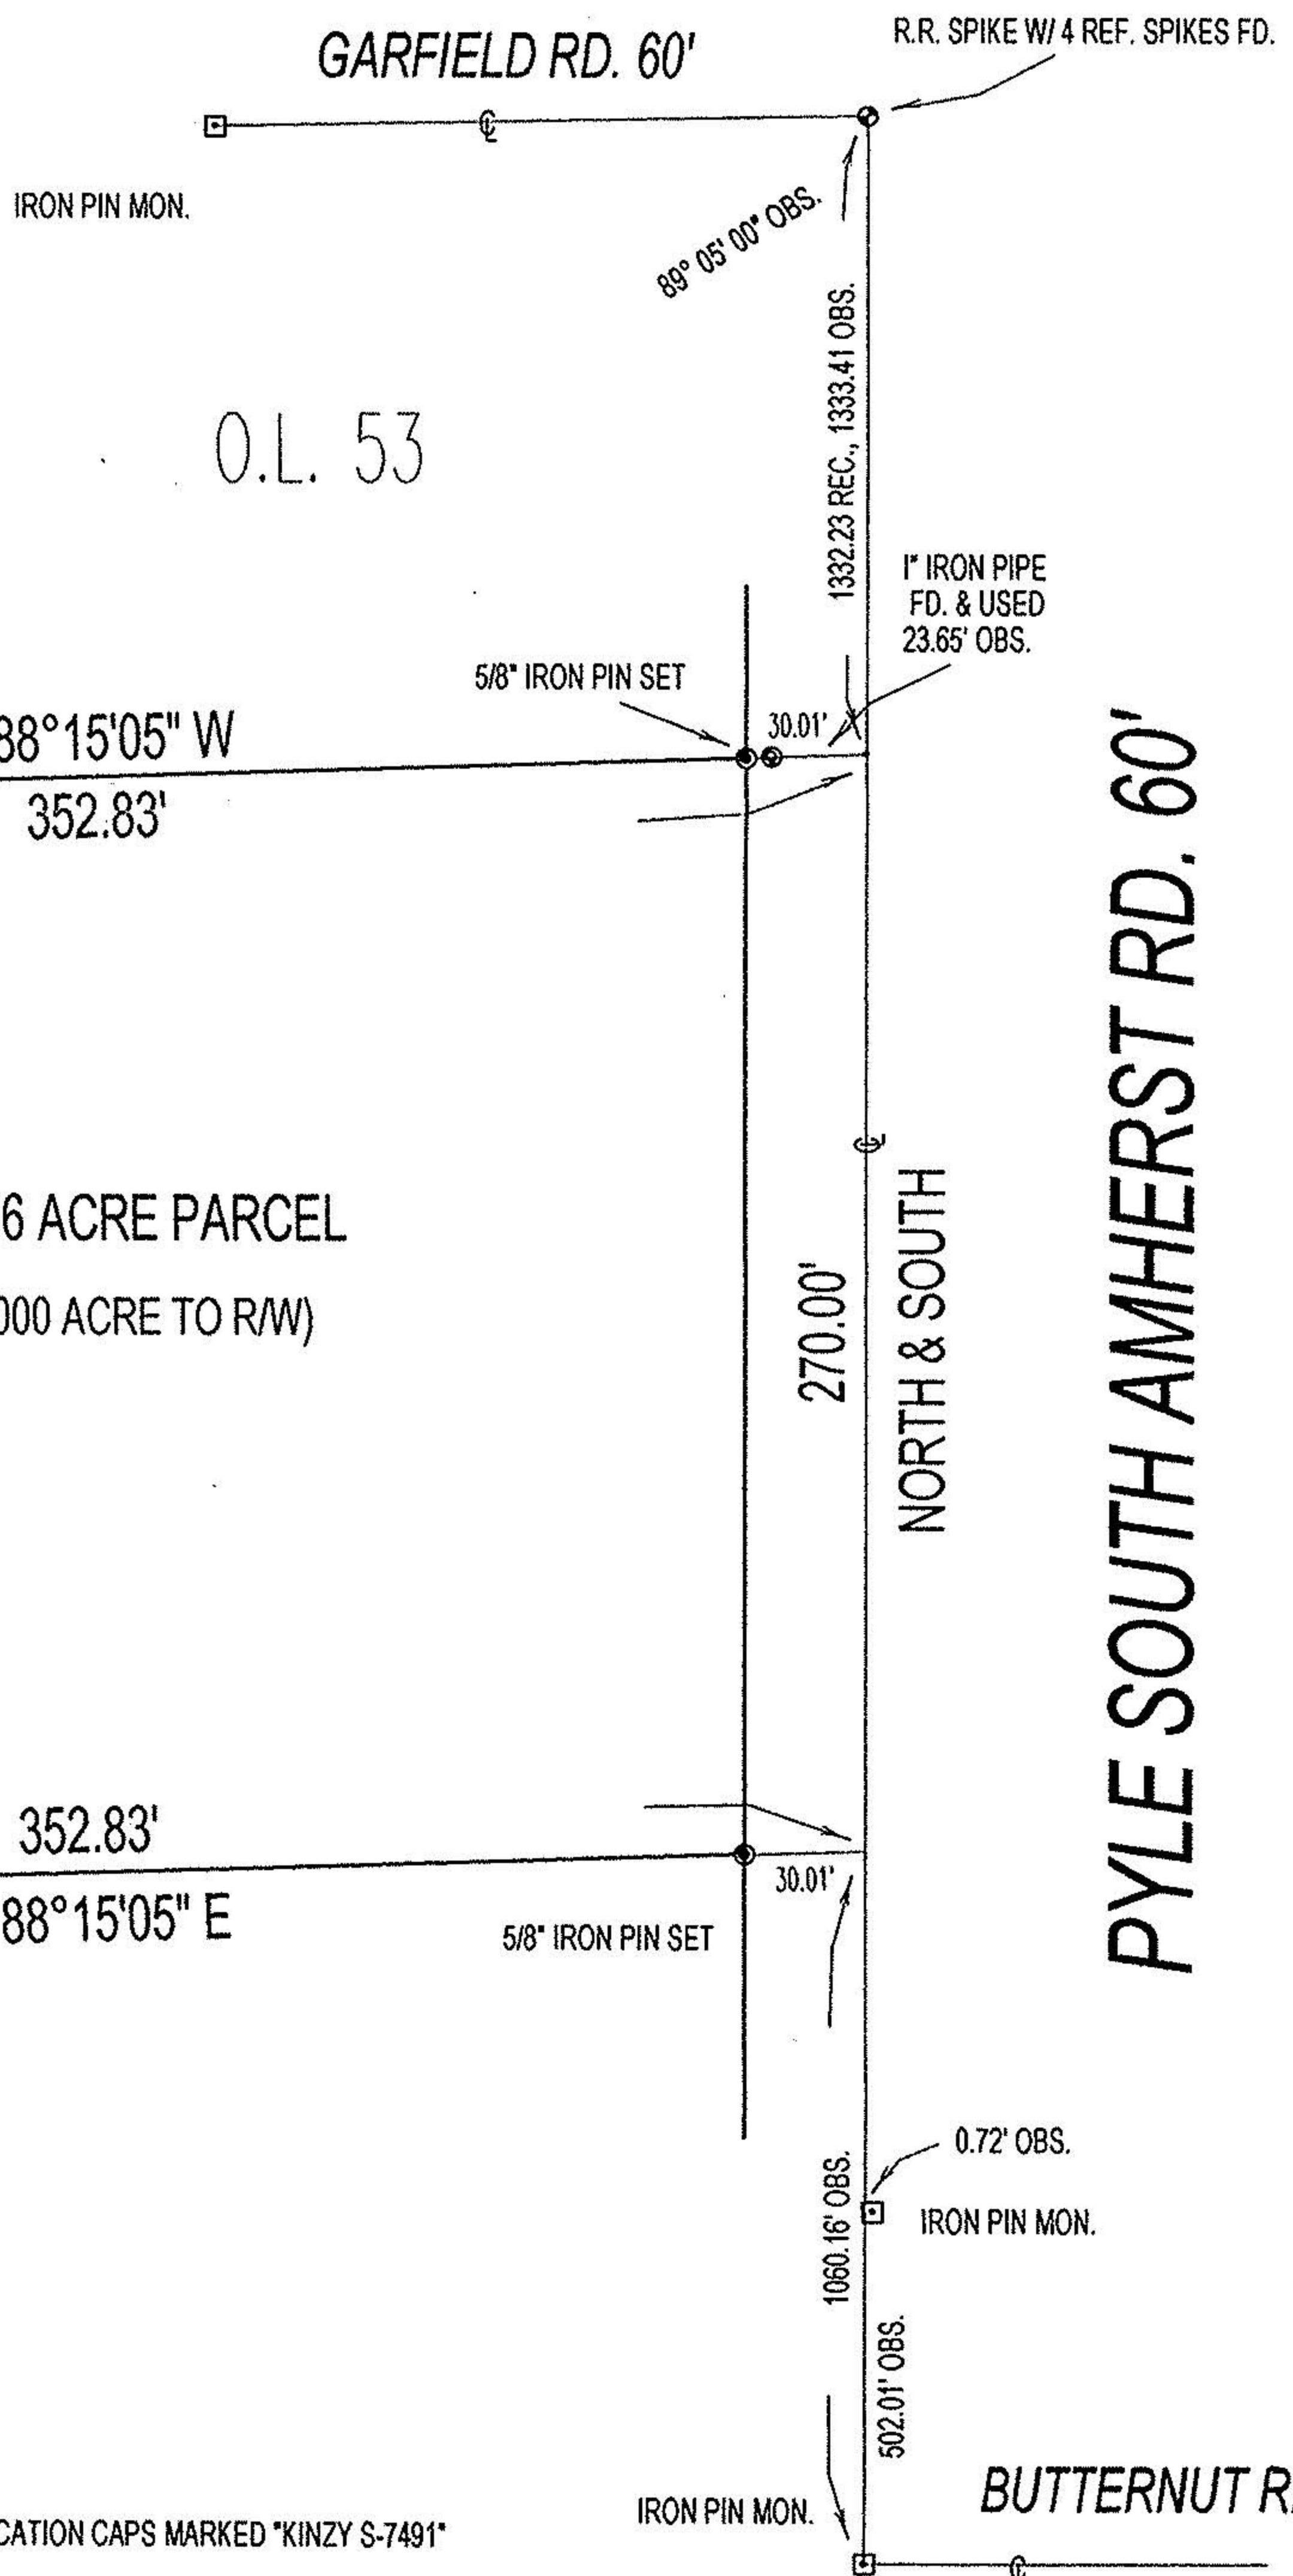 GARFIELD RD. 60'
R.R. SPIKE W/ 4 REF. SPIKES FD.
IRON PIN MON.
89° 05' 00" OBS.
1332.23 REC., 1333.41 OBS.
O.L. 53
1" IRON PIPE
FD. & USED
23.65' OBS.
5/8" IRON PIN SET
30.01'
88°15'05" W
352.83'
PYLE SOUTH AMHERST RD. 60'
6 ACRE PARCEL
000 ACRE TO R/W)
270.00'
NORTH & SOUTH
352.83'
88°15'05" E
30.01'
5/8" IRON PIN SET
0.72' OBS.
1060.16' OBS.
IRON PIN MON.
502.01' OBS.
BUTTERNUT R
IRON PIN MON.
CATION CAPS MARKED "KINZY S-7491"